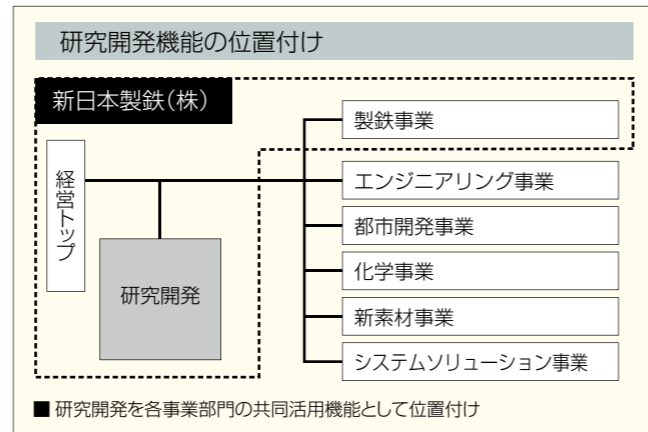 研究開発機能の位置付け
新日本製鉄(株)
経営トップ
研究開発
製鉄事業
エンジニアリング事業
都市開発事業
化学事業
新素材事業
システムソリューション事業
■ 研究開発を各事業部門の共同活用機能として位置付け